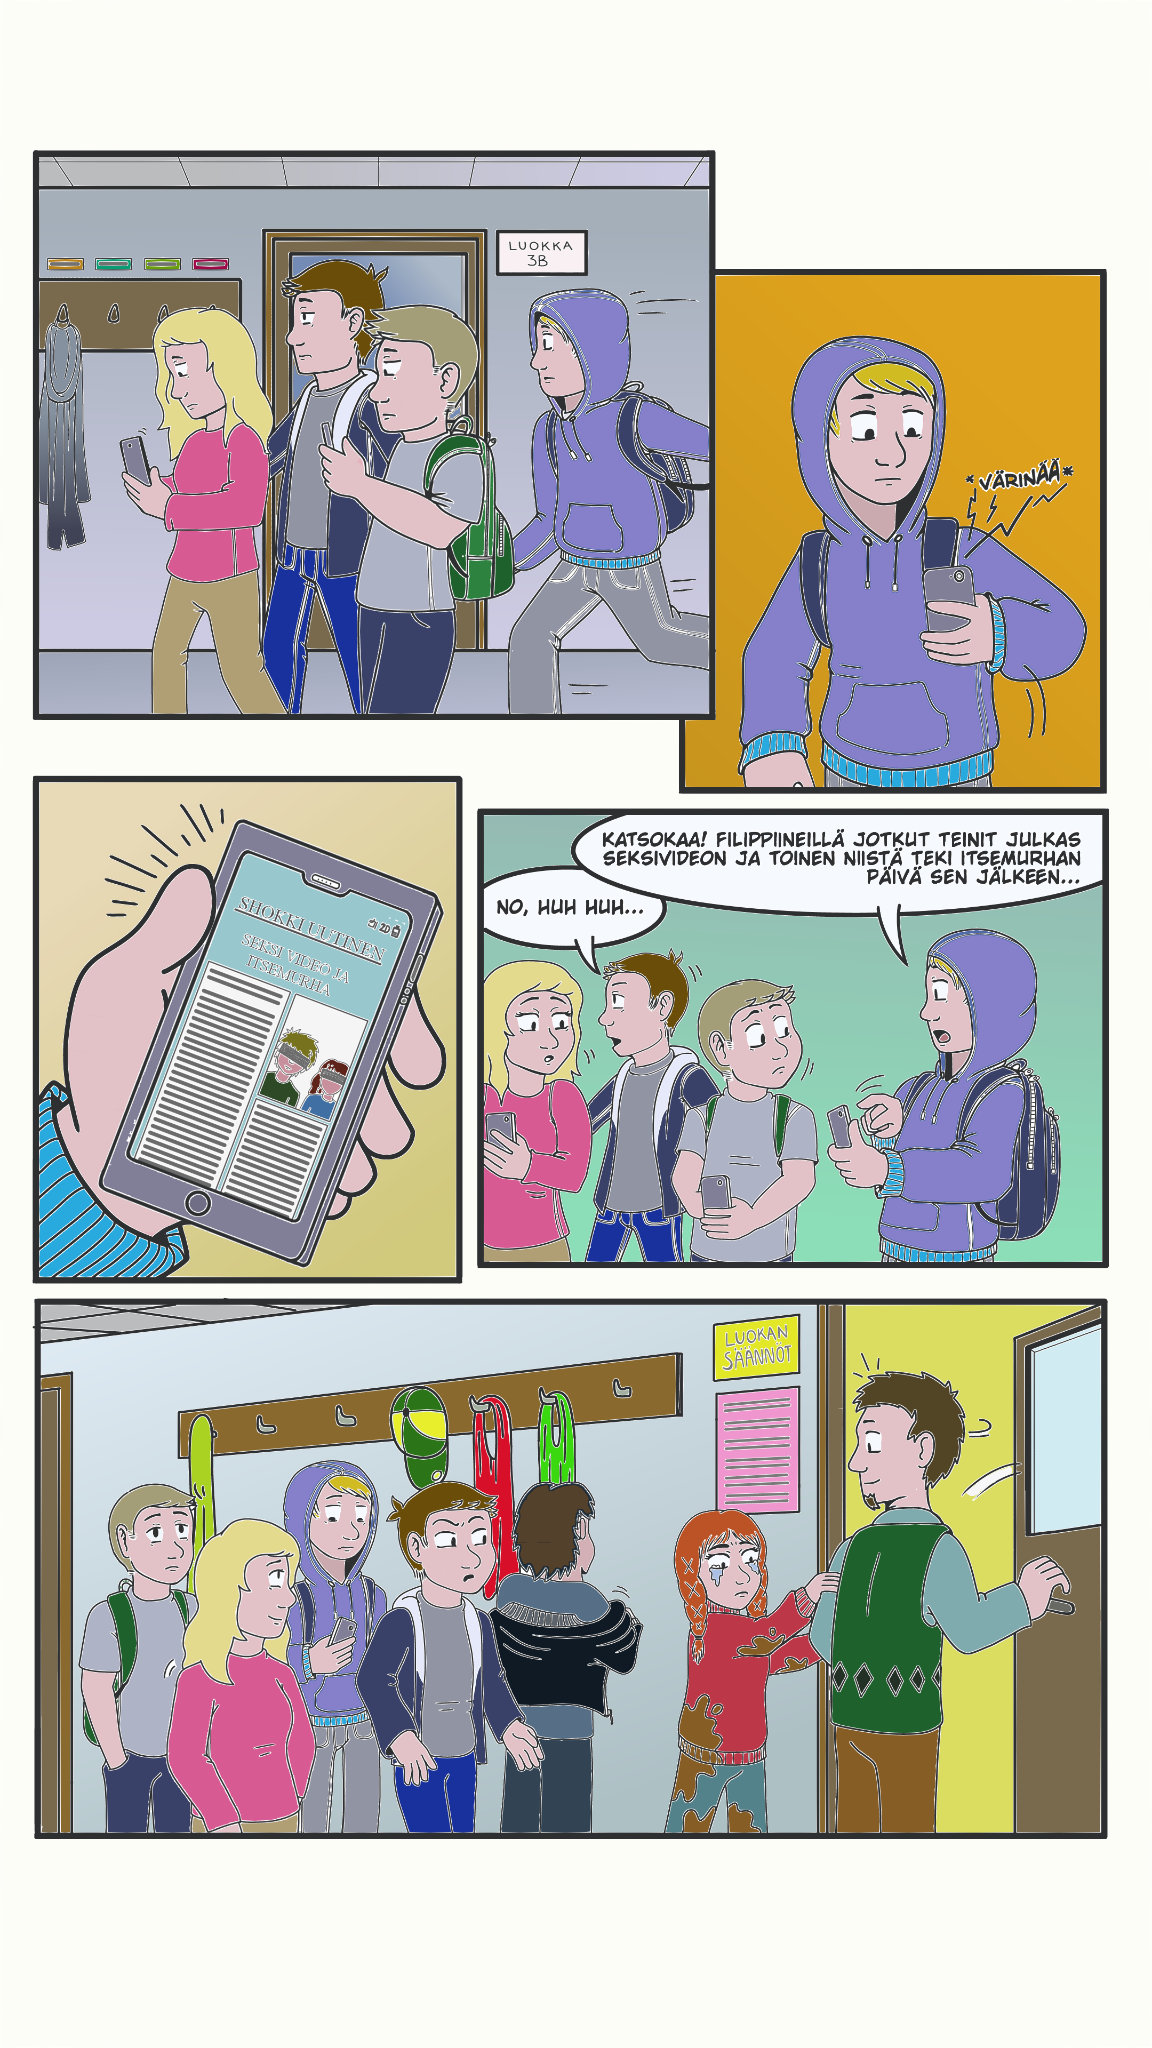 LUOKKA
3B
*VÄRINÄÄ*
SHOKKI UUTINEN
SEKSI VIDEO JA
ITSEMURHA
KATSOKAA! FILIPPIINEILLÄ JOTKUT TEINIT JULKAS
SEKSIVIDEON JA TOINEN NIISTÄ TEKI ITSEMURHAN
PÄIVÄ SEN JÄLKEEN...
NO, HUH HUH...
LUOKAN
SÄÄNNÖT